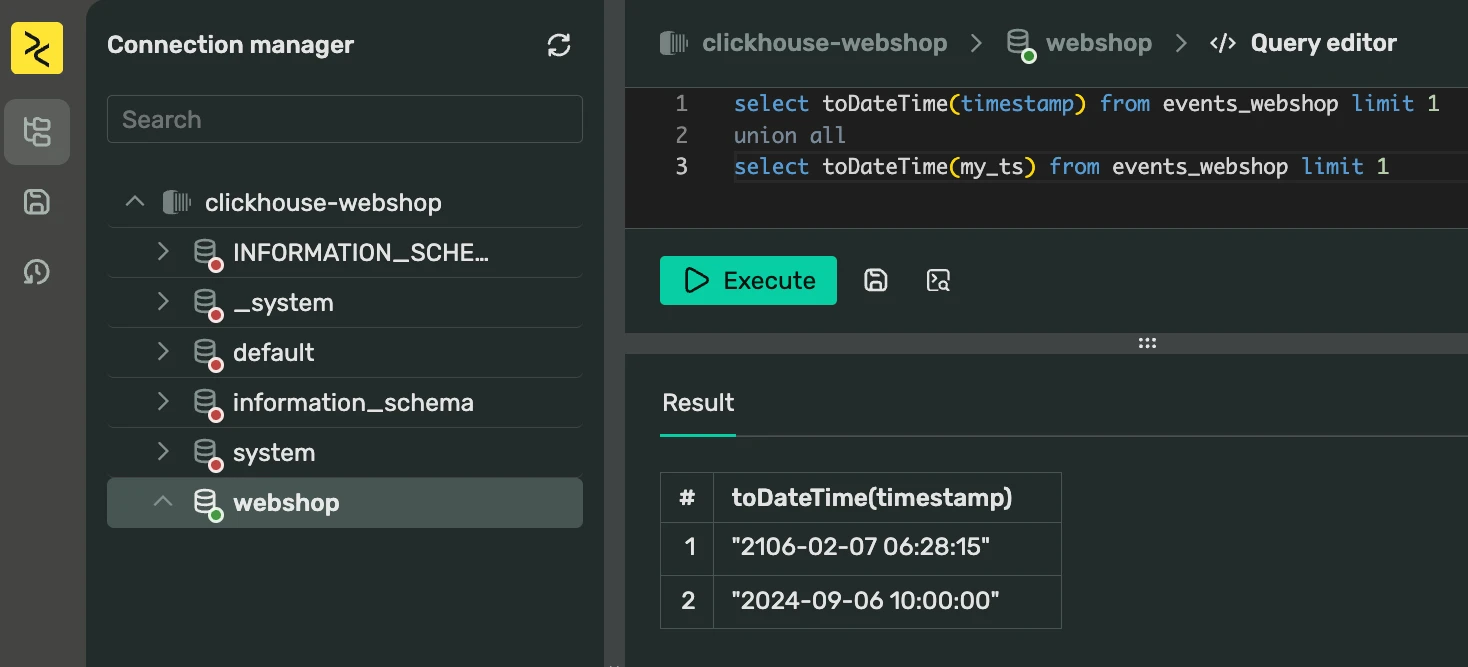 Connection manager
Search
clickhouse-webshop
INFORMATION_SCHE...
_system
default
information_schema
system
webshop
clickhouse-webshop > webshop > </> Query editor
1 select toDateTime(timestamp) from events_webshop limit 1
2 union all
3 select toDateTime(my_ts) from events_webshop limit 1
Execute
Result
# toDateTime(timestamp)
1 "2106-02-07 06:28:15"
2 "2024-09-06 10:00:00"